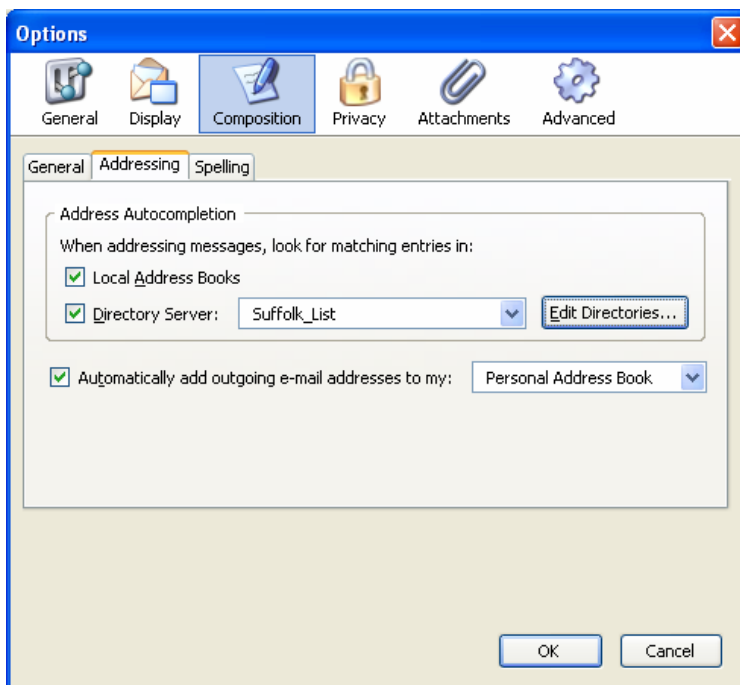 Options
General Display Composition Privacy Attachments Advanced
General Addressing Spelling
Address Autocompletion
When addressing messages, look for matching entries in:
Local Address Books
Directory Server: Suffolk_List Edit Directories...
Automatically add outgoing e-mail addresses to my: Personal Address Book
OK Cancel